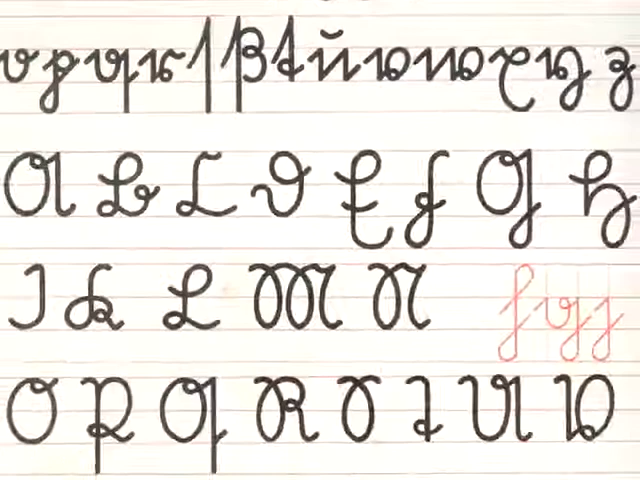 o p q r ſ ß t u v w x y z
A B C D E F G H
I K L M N
O P Q R S T U V